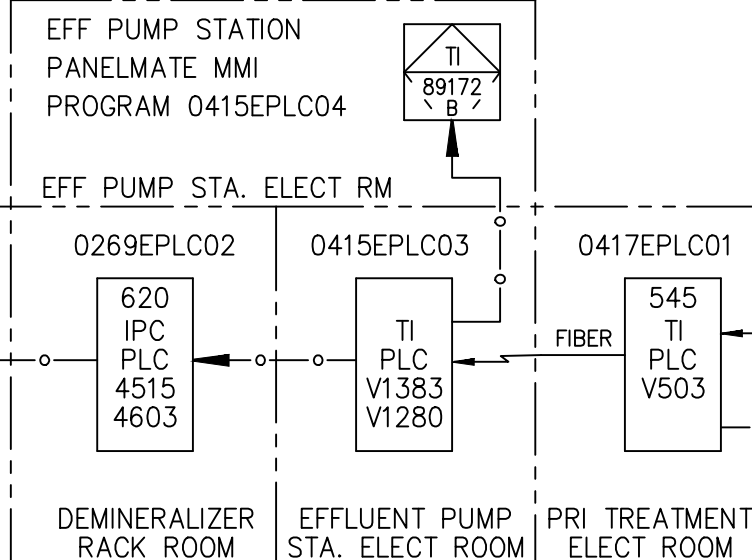 EFF PUMP STATION
PANELMATE MMI
PROGRAM 0415EPLC04
TI
89172
B
EFF PUMP STA. ELECT RM
0269EPLC02
620
IPC
PLC
4515
4603
DEMINERALIZER
RACK ROOM
0415EPLC03
TI
PLC
V1383
V1280
EFFLUENT PUMP
STA. ELECT ROOM
FIBER
0417EPLC01
545
TI
PLC
V503
PRI TREATMENT
ELECT ROOM